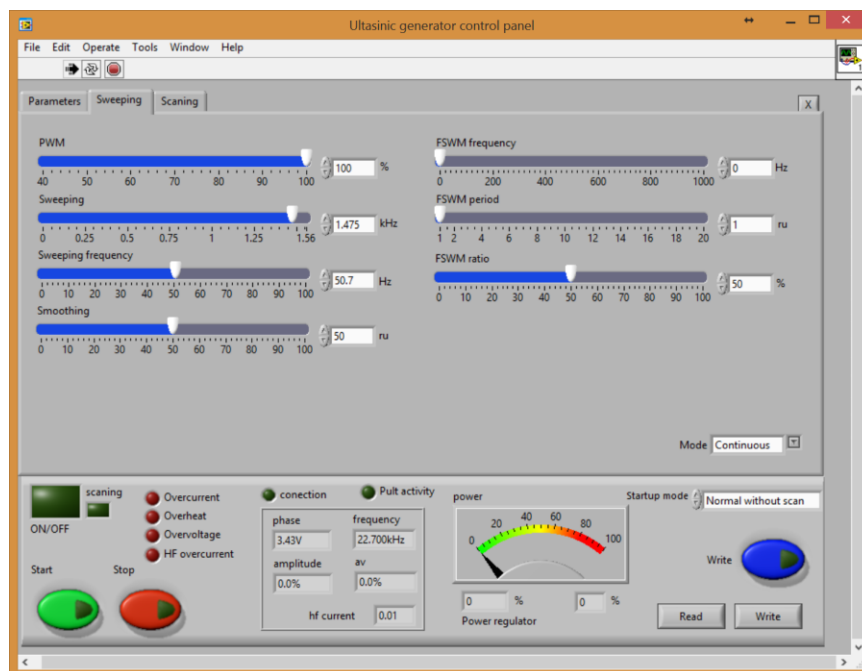 Ultasinic generator control panel
File Edit Operate Tools Window Help
Parameters Sweeping Scaning X
PWM
40 50 60 70 80 90 100
100 %
Sweeping
0 0.25 0.5 0.75 1 1.25 1.56
1.475 kHz
Sweeping frequency
0 10 20 30 40 50 60 70 80 90 100
50.7 Hz
Smoothing
0 10 20 30 40 50 60 70 80 90 100
50 ru
FSWM frequency
0 200 400 600 800 1000
0 Hz
FSWM period
1 2 4 6 8 10 12 14 16 18 20
1 ru
FSWM ratio
0 10 20 30 40 50 60 70 80 90 100
50 %
Mode Continuous
scaning
ON/OFF
Overcurrent
Overheat
Overvoltage
HF overcurrent
Start Stop
conection Pult activity
phase frequency
3.43V 22.700kHz
amplitude av
0.0% 0.0%
hf current 0.01
power
0 20 40 60 80 100
0 % 0 %
Power regulator
Startup mode Normal without scan
Write
Read Write